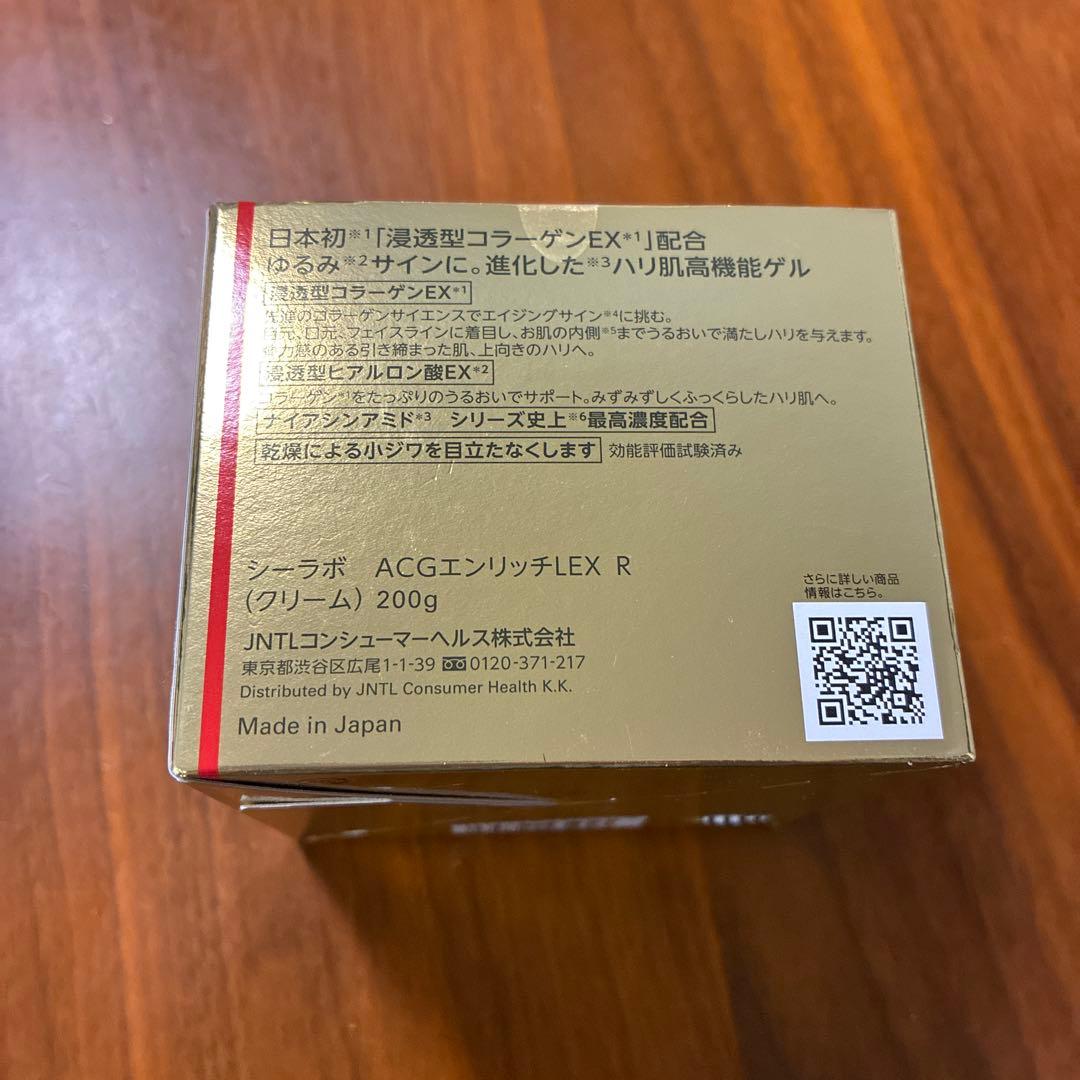 日本初※1「浸透型コラーゲンEX*1」配合
ゆるみ※2サインに。進化した※3ハリ肌高機能ゲル
浸透型コラーゲンEX*1
先進のコラーゲンサイエンスでエイジングサイン※4に挑む。
目元、口元、フェイスラインに着目し、お肌の内側※5までうるおいで満たしハリを与えます。
弾力感のある引き締まった肌、上向きのハリへ。
浸透型ヒアルロン酸EX*2
コラーゲン*1をたっぷりのうるおいでサポート。みずみずしくふっくらしたハリ肌へ。
ナイアシンアミド*3 シリーズ史上※6最高濃度配合
乾燥による小ジワを目立たなくします 効能評価試験済み
シーラボ ACGエンリッチLEX R
(クリーム) 200g
JNTLコンシューマーヘルス株式会社
東京都渋谷区広尾1-1-39 0120-371-217
Distributed by JNTL Consumer Health K.K.
Made in Japan
さらに詳しい商品
情報はこちら。